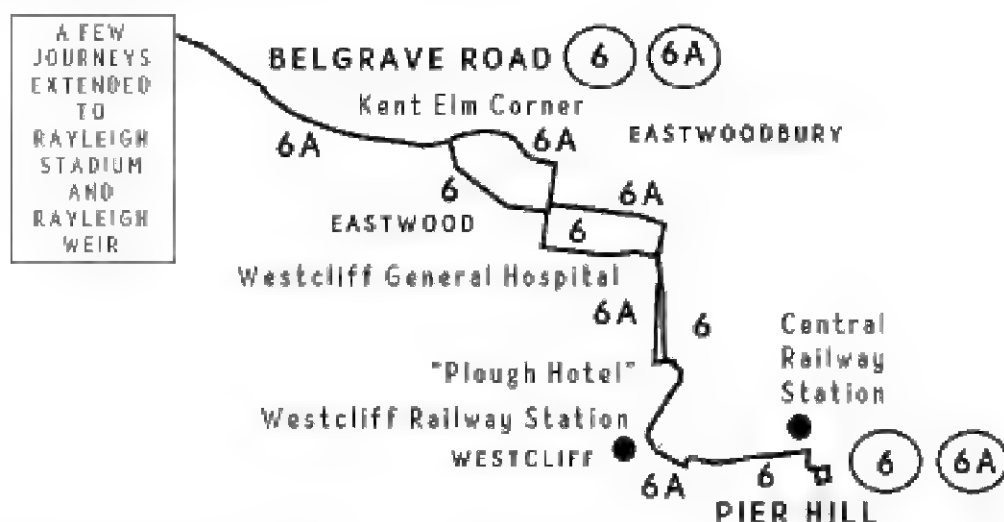 A FEW
JOURNEYS
EXTENDED
TO
RAYLEIGH
STADIUM
AND
RAYLEIGH
WEIR
BELGRAVE ROAD 6 6A
Kent Elm Corner
6A
6A
EASTWOODBURY
6
6A
EASTWOOD
6
Westcliff General Hospital
6A
6
Central
Railway
Station
"Plough Hotel"
Westcliff Railway Station
WESTCLIFF
6A
6
6 6A
PIER HILL